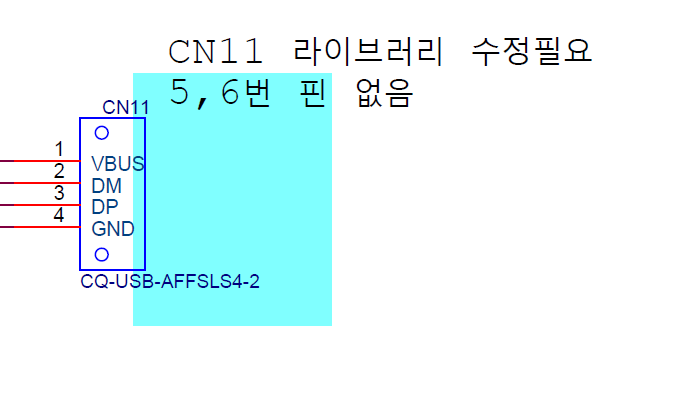 CN11 라이브러리 수정필요
5,6번 핀 없음
CN11
1
VBUS
2
DM
3
DP
4
GND
CQ-USB-AFFSLS4-2